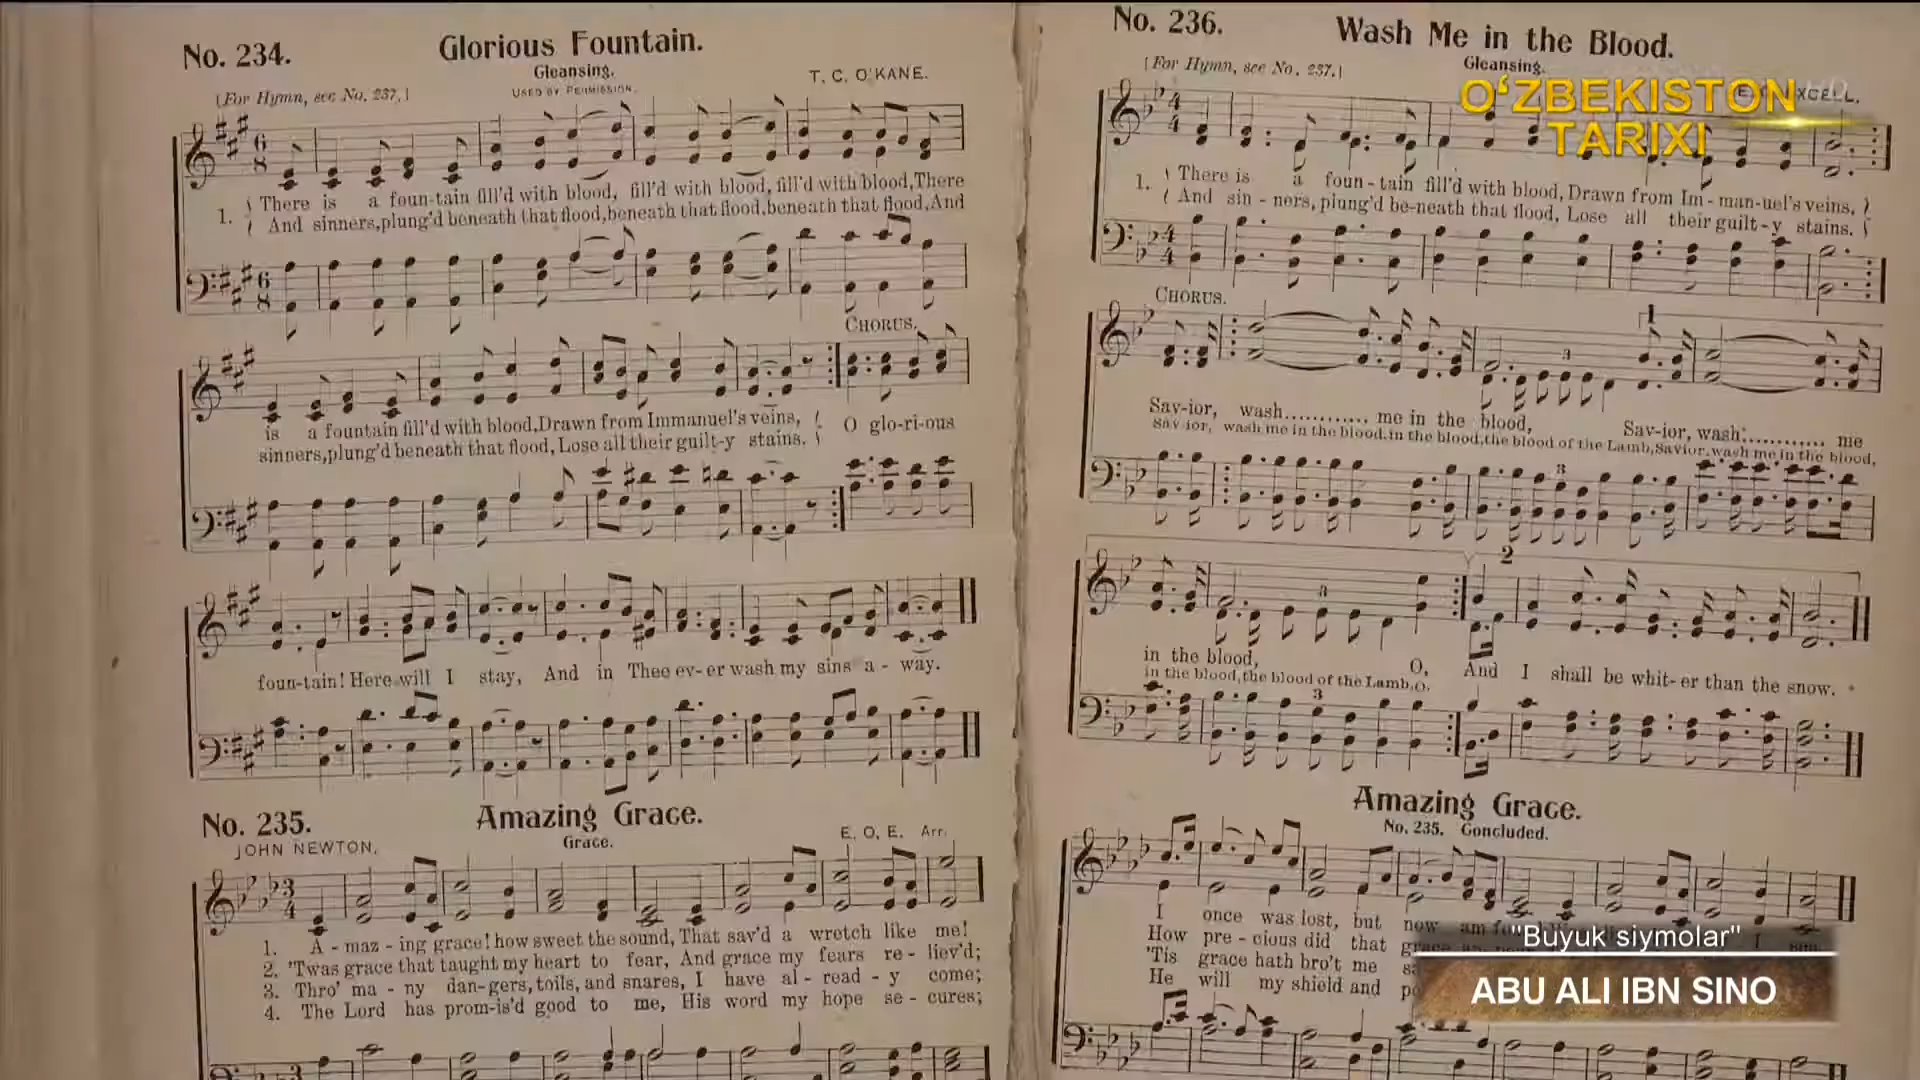 No. 234.
Glorious Fountain.
Cleansing.
T. C. O'KANE.
(For Hymn, see No. 237.)
USED BY PERMISSION.
1. There is a foun-tain fill'd with blood, fill'd with blood, fill'd with blood, There
And sinners, plung'd beneath that flood, beneath that flood, beneath that flood, And
CHORUS.
is a fountain fill'd with blood, Drawn from Immanuel's veins, O glo-ri-ous
sinners, plung'd beneath that flood, Lose all their guilt-y stains.
foun-tain! Here will I stay, And in Thee ev-er wash my sins a - way.
No. 235.
Amazing Grace.
JOHN NEWTON.
Grace.
E. O. E. Arr.
1. A - maz - ing grace! how sweet the sound, That sav'd a wretch like me!
2. 'Twas grace that taught my heart to fear, And grace my fears re - liev'd;
3. Thro' ma - ny dan-gers, toils, and snares, I have al - read - y come;
4. The Lord has prom-is'd good to me, His word my hope se - cures;
No. 236.
Wash Me in the Blood.
(For Hymn, see No. 237.)
Cleansing.
O‘ZBEKISTON
TARIXI
1. There is a foun - tain fill'd with blood, Drawn from Im - man-uel's veins,
And sin - ners, plung'd be-neath that flood, Lose all their guilt-y stains.
CHORUS.
1
Sav-ior, wash............ me in the blood, Sav-ior, wash............ me
Sav-ior, wash me in the blood, in the blood, the blood of the Lamb, Savior, wash me in the blood,
2
in the blood, O, And I shall be whit-er than the snow.
in the blood, the blood of the Lamb, O,
Amazing Grace.
No. 235. Concluded.
I once was lost, but now am
How pre - cious did that grace
'Tis grace hath bro't me
He will my shield and
"Buyuk siymolar"
ABU ALI IBN SINO